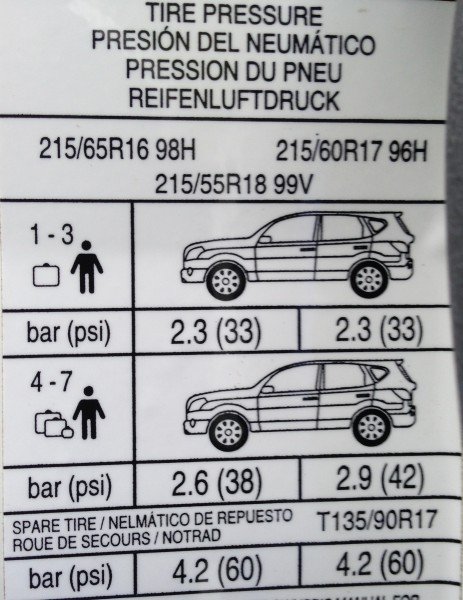 TIRE PRESSURE
PRESIÓN DEL NEUMÁTICO
PRESSION DU PNEU
REIFENLUFTDRUCK
215/65R16 98H 215/60R17 96H
215/55R18 99V
1 - 3
bar (psi) 2.3 (33) 2.3 (33)
4 - 7
bar (psi) 2.6 (38) 2.9 (42)
SPARE TIRE / NELMÁTICO DE REPUESTO T135/90R17
ROUE DE SECOURS / NOTRAD
bar (psi) 4.2 (60) 4.2 (60)